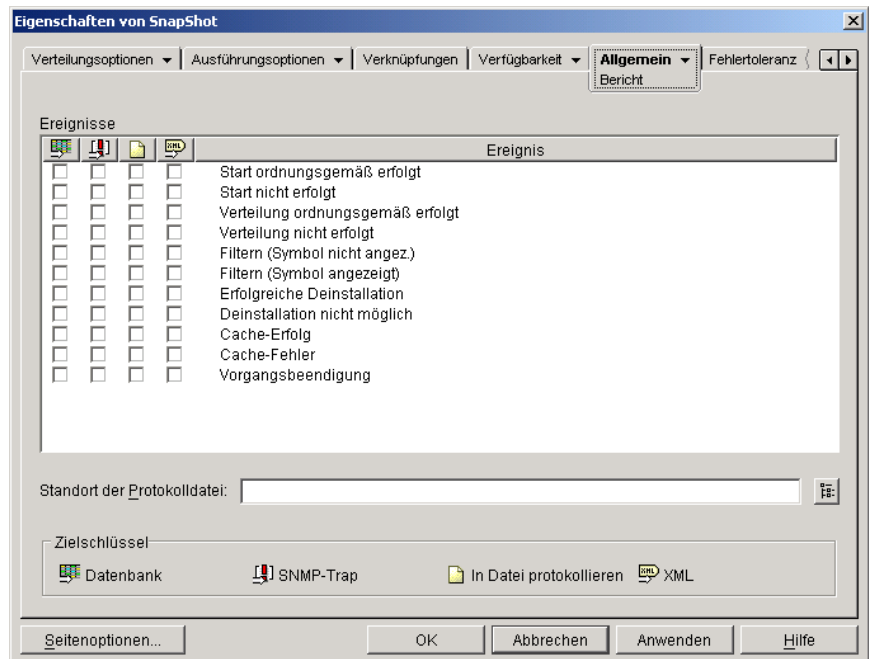 Eigenschaften von SnapShot
Verteilungsoptionen
Ausführungsoptionen
Verknüpfungen
Verfügbarkeit
Allgemein
Fehlertoleranz
Bericht
Ereignisse
XML
Ereignis
Start ordnungsgemäß erfolgt
Start nicht erfolgt
Verteilung ordnungsgemäß erfolgt
Verteilung nicht erfolgt
Filtern (Symbol nicht angez.)
Filtern (Symbol angezeigt)
Erfolgreiche Deinstallation
Deinstallation nicht möglich
Cache-Erfolg
Cache-Fehler
Vorgangsbeendigung
Standort der Protokolldatei:
Zielschlüssel
Datenbank
SNMP-Trap
In Datei protokollieren
XML
XML
Seitenoptionen...
OK
Abbrechen
Anwenden
Hilfe